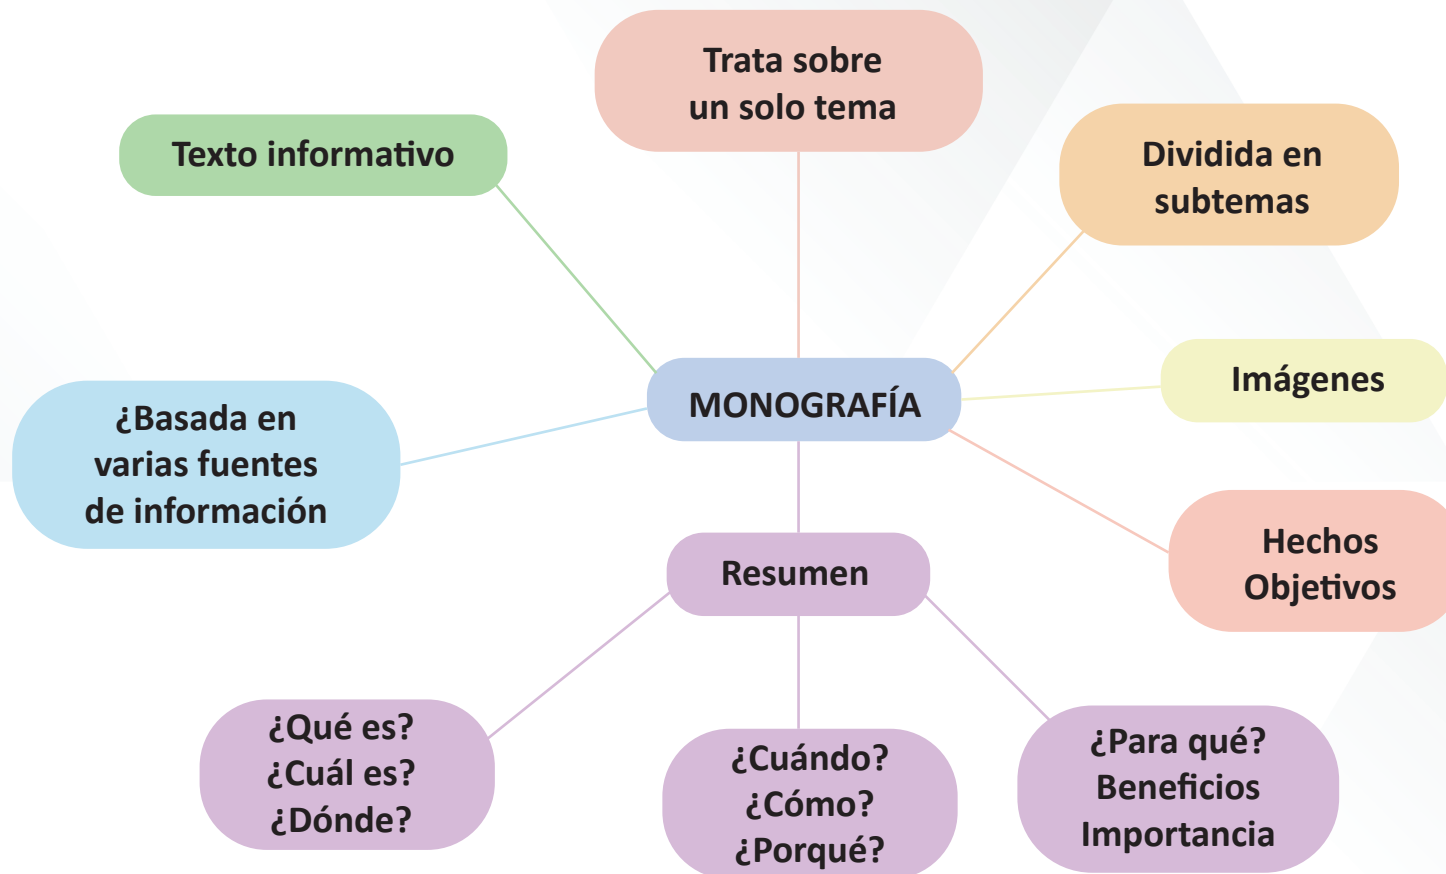 Trata sobre
un solo tema
Texto informativo
Dividida en
subtemas
Imágenes
MONOGRAFÍA
¿Basada en
varias fuentes
de información
Hechos
Objetivos
Resumen
¿Qué es?
¿Cuál es?
¿Dónde?
¿Cuándo?
¿Cómo?
¿Porqué?
¿Para qué?
Beneficios
Importancia